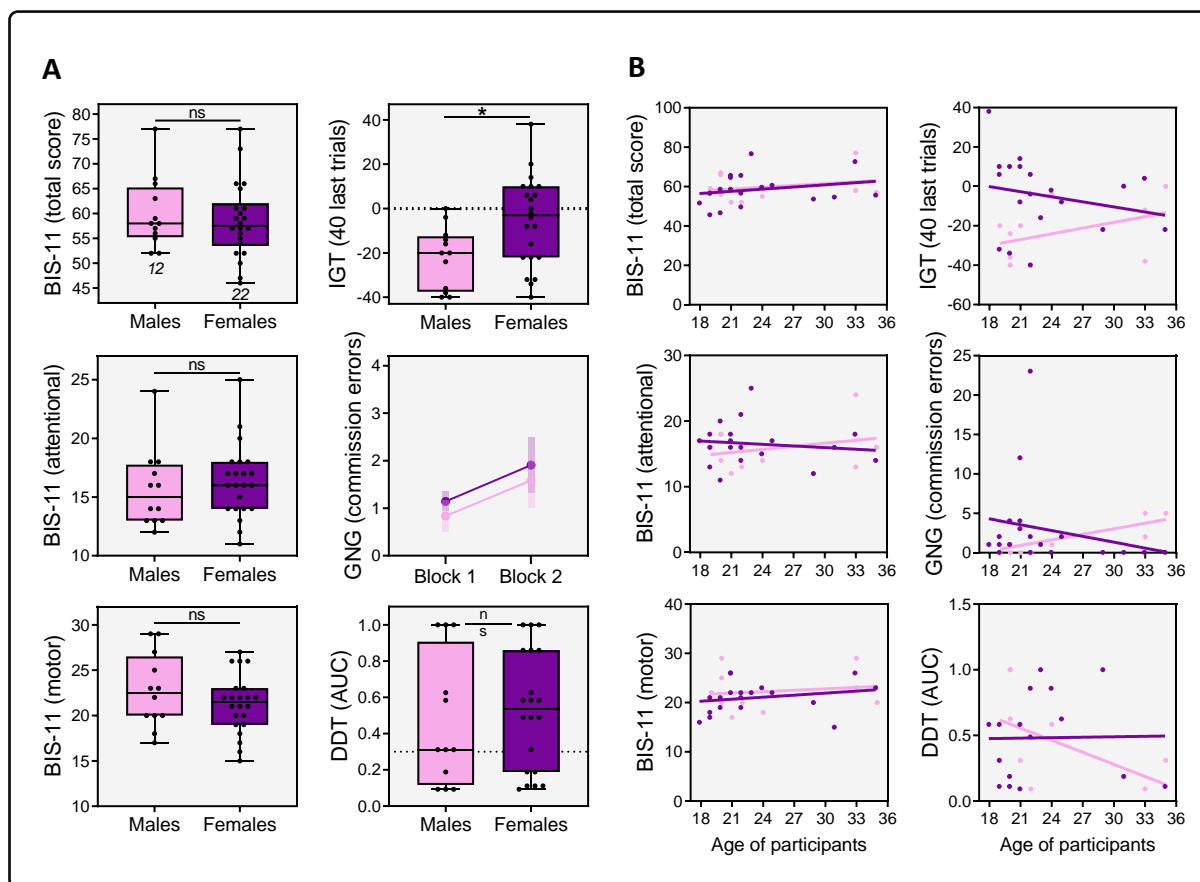 A
B
BIS-11 (total score)
80
75
70
65
60
55
50
45
ns
12
22
Males Females
IGT (40 last trials)
40
20
0
-20
-40
*
Males Females
BIS-11 (total score)
100
80
60
40
20
0
18 21 24 27 30 33 36
IGT (40 last trials)
40
20
0
-20
-40
-60
18 21 24 27 30 33 36
BIS-11 (attentional)
25
20
15
10
ns
Males Females
GNG (commission errors)
4
3
2
1
0
Block 1 Block 2
BIS-11 (attentional)
30
20
10
0
18 21 24 27 30 33 36
GNG (commission errors)
25
20
15
10
5
0
18 21 24 27 30 33 36
BIS-11 (motor)
30
25
20
15
10
ns
Males Females
DDT (AUC)
1.0
0.8
0.6
0.4
0.2
0.0
n
s
Males Females
BIS-11 (motor)
40
30
20
10
0
18 21 24 27 30 33 36
Age of participants
DDT (AUC)
1.5
1.0
0.5
0.0
18 21 24 27 30 33 36
Age of participants